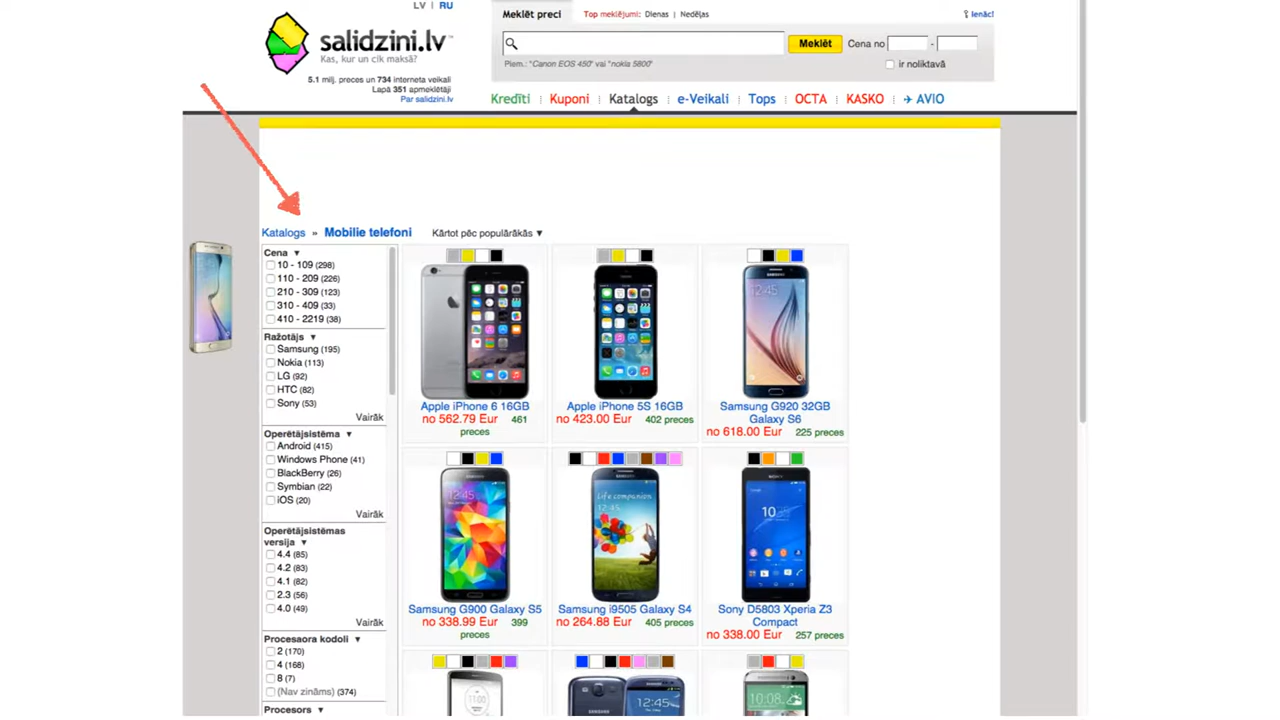 LV | RU
salidzini.lv™
Kas, kur un cik maksā?
5.1 milj. preces un 734 interneta veikali
Lapā 351 apmeklētāji
Par salidzini.lv
Meklēt preci
Top meklējumi: Dienas | Nedēļas
Ienāc!
Meklēt
Cena no
-
Piem.: "Canon EOS 450" vai "nokia 5800"
ir noliktavā
Kredīti
Kuponi
Katalogs
e-Veikali
Tops
OCTA
KASKO
AVIO
Katalogs » Mobilie telefoni
Kārtot pēc populārākās ▼
Cena ▼
10 - 109 (298)
110 - 209 (226)
210 - 309 (123)
310 - 409 (33)
410 - 2219 (38)
Ražotājs ▼
Samsung (195)
Nokia (113)
LG (92)
HTC (82)
Sony (53)
Vairāk
Operētājsistēma ▼
Android (415)
Windows Phone (41)
BlackBerry (26)
Symbian (22)
iOS (20)
Vairāk
Operētājsistēmas
versija ▼
4.4 (85)
4.2 (83)
4.1 (82)
2.3 (56)
4.0 (49)
Vairāk
Procesaora kodoli ▼
2 (170)
4 (168)
8 (7)
(Nav zināms) (374)
Procesors ▼
Apple iPhone 6 16GB
no 562.79 Eur 461
preces
Apple iPhone 5S 16GB
no 423.00 Eur 402 preces
Samsung G920 32GB
Galaxy S6
no 618.00 Eur 225 preces
Samsung G900 Galaxy S5
no 338.99 Eur 399
preces
Samsung i9505 Galaxy S4
no 264.88 Eur 405 preces
Sony D5803 Xperia Z3
Compact
no 338.00 Eur 257 preces